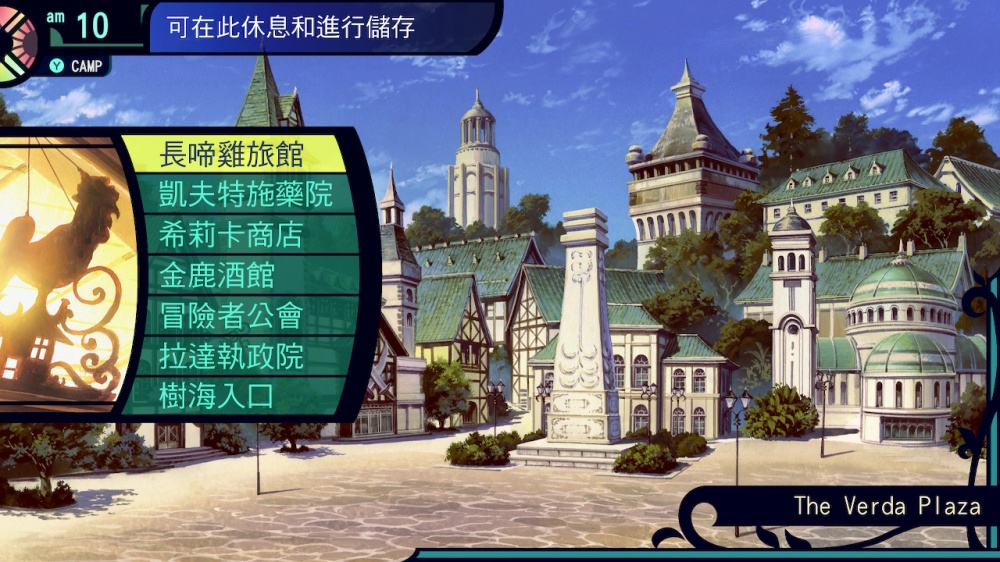 am 10
可在此休息和進行儲存
Y CAMP
長啼雞旅館
凱夫特施藥院
希莉卡商店
金鹿酒館
冒險者公會
拉達執政院
樹海入口
The Verda Plaza